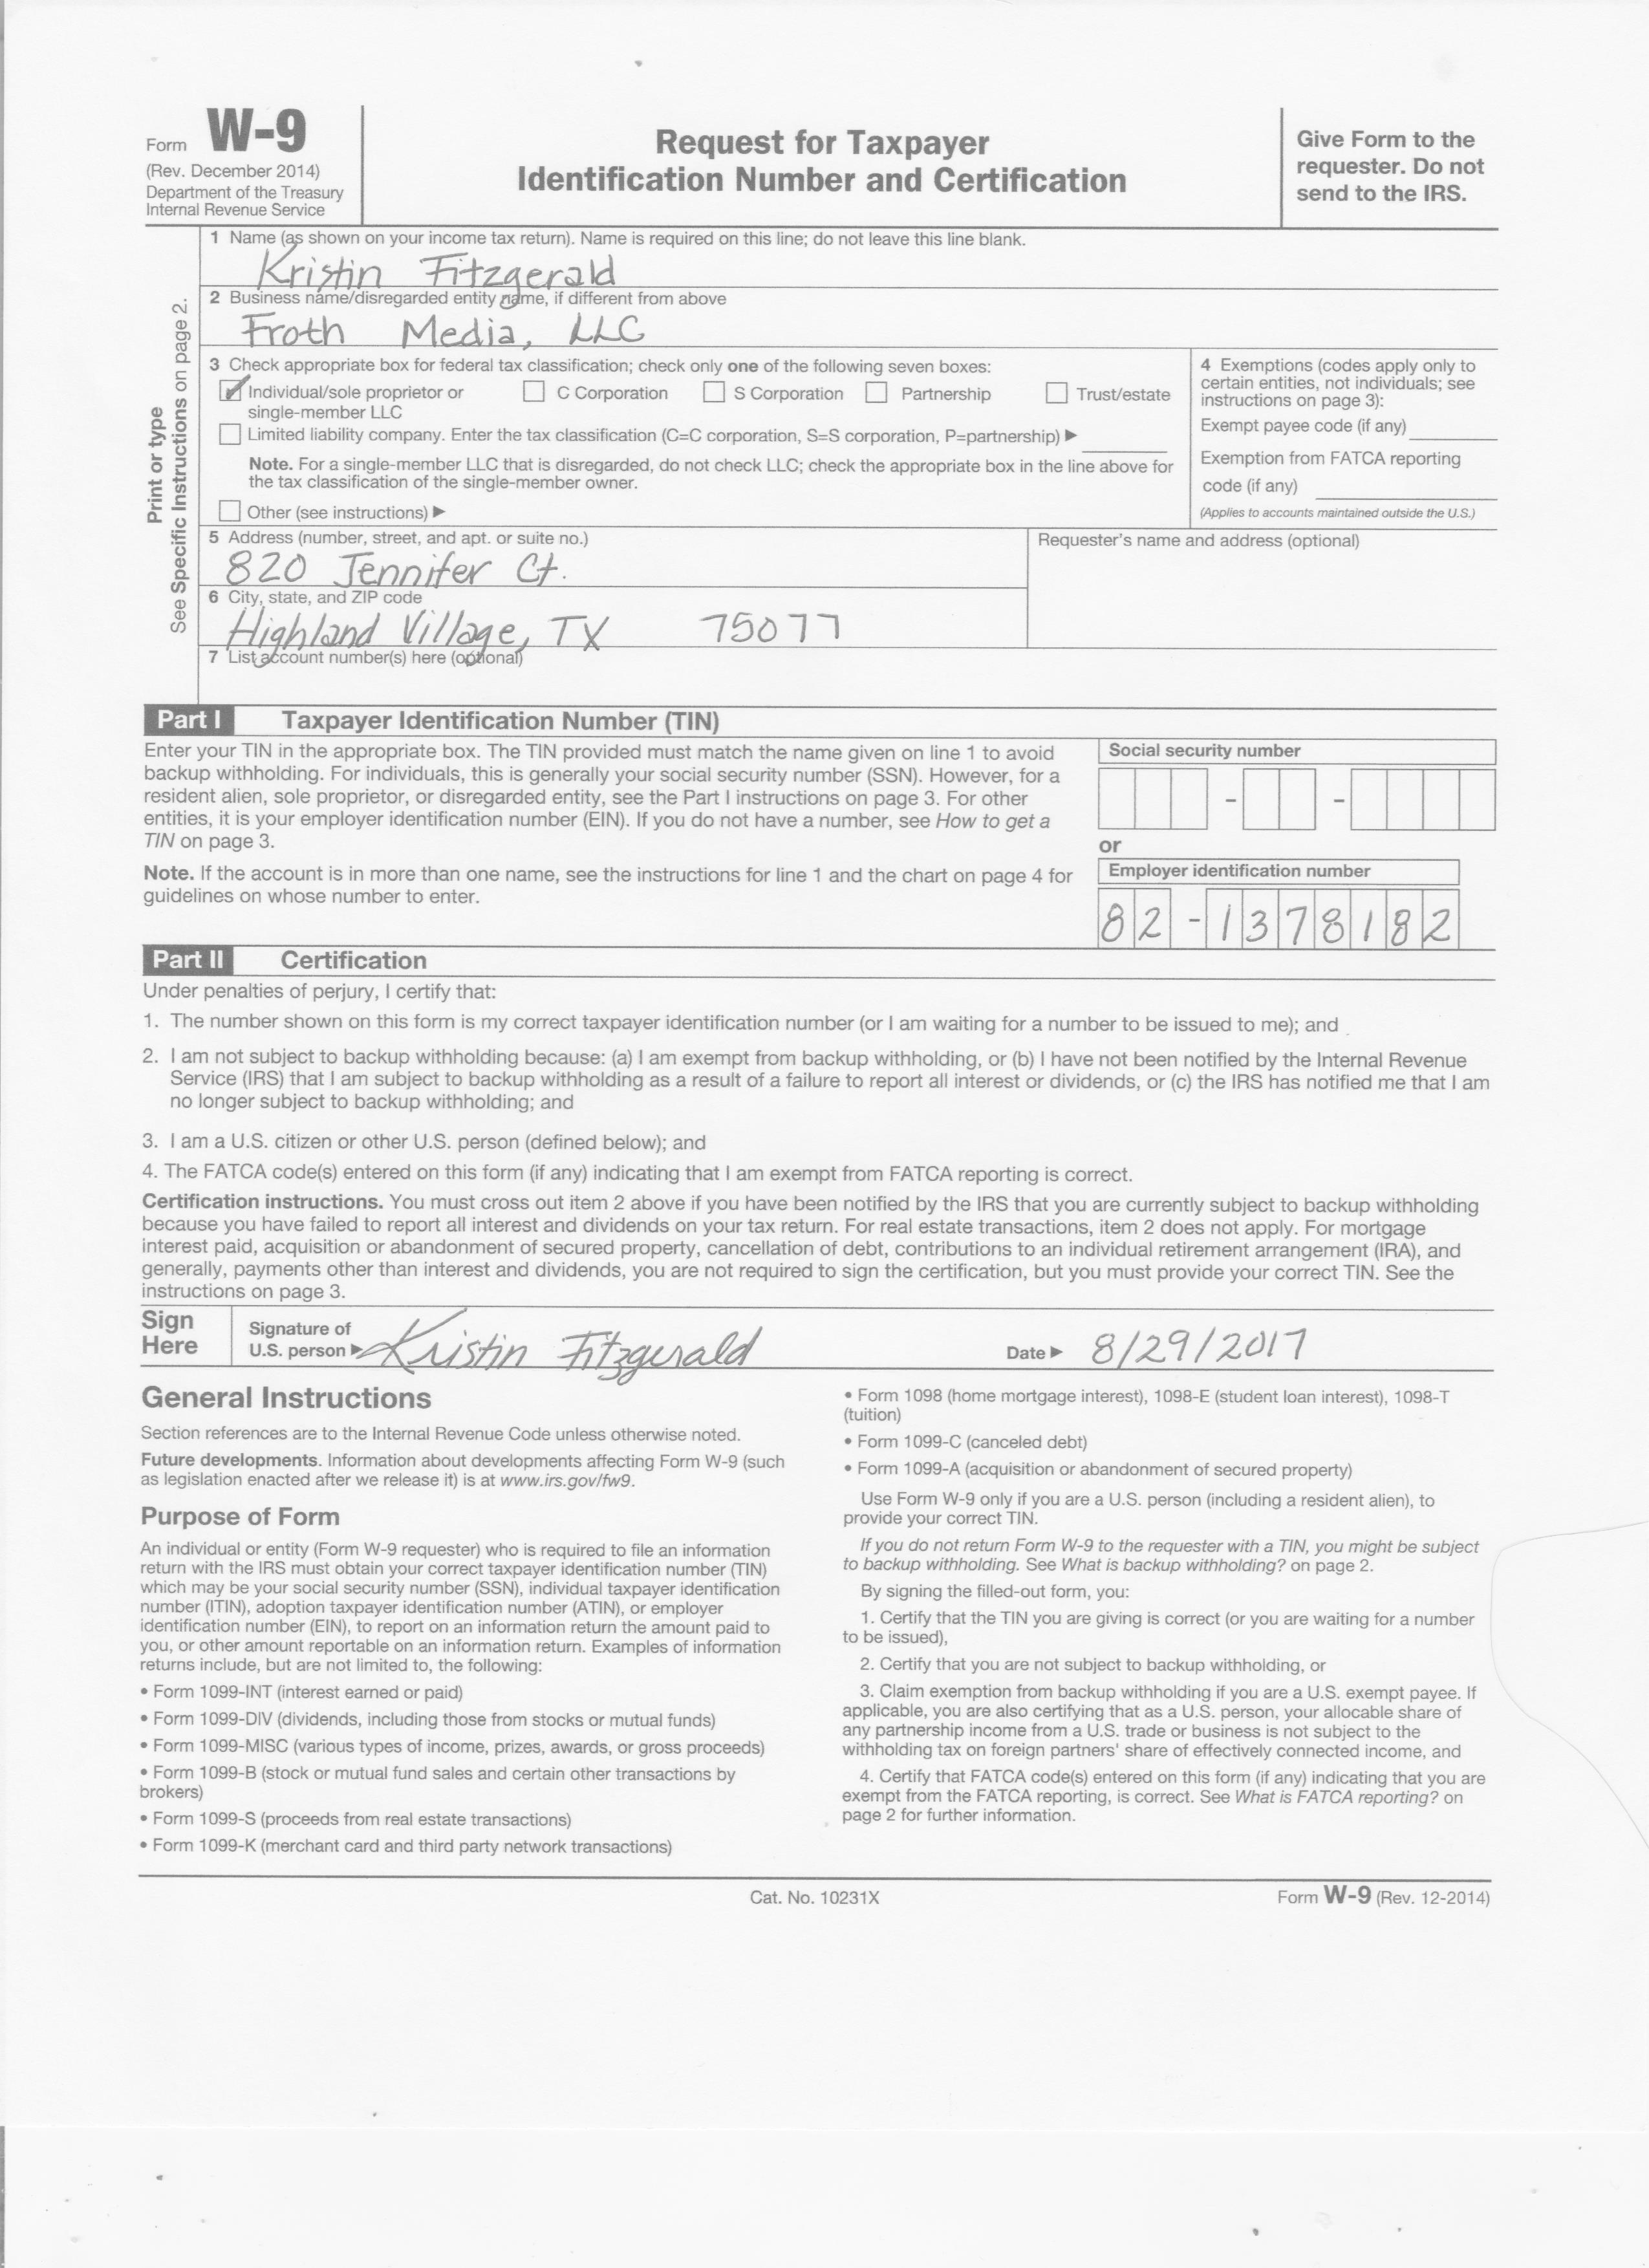 Form W-9
(Rev. December 2014)
Department of the Treasury
Internal Revenue Service
Request for Taxpayer
Identification Number and Certification
Give Form to the
requester. Do not
send to the IRS.
Print or type
See Specific Instructions on page 2.
1 Name (as shown on your income tax return). Name is required on this line; do not leave this line blank.
Kristin Fitzgerald
2 Business name/disregarded entity name, if different from above
Froth Media, LLC
3 Check appropriate box for federal tax classification; check only one of the following seven boxes:
Individual/sole proprietor or
single-member LLC
C Corporation
S Corporation
Partnership
Trust/estate
Limited liability company. Enter the tax classification (C=C corporation, S=S corporation, P=partnership) ▶
Note. For a single-member LLC that is disregarded, do not check LLC; check the appropriate box in the line above for
the tax classification of the single-member owner.
Other (see instructions) ▶
4 Exemptions (codes apply only to
certain entities, not individuals; see
instructions on page 3):
Exempt payee code (if any)
Exemption from FATCA reporting
code (if any)
(Applies to accounts maintained outside the U.S.)
5 Address (number, street, and apt. or suite no.)
820 Jennifer Ct.
Requester's name and address (optional)
6 City, state, and ZIP code
Highland Village, TX 75077
7 List account number(s) here (optional)
Part I Taxpayer Identification Number (TIN)
Enter your TIN in the appropriate box. The TIN provided must match the name given on line 1 to avoid
backup withholding. For individuals, this is generally your social security number (SSN). However, for a
resident alien, sole proprietor, or disregarded entity, see the Part I instructions on page 3. For other
entities, it is your employer identification number (EIN). If you do not have a number, see How to get a
TIN on page 3.
Note. If the account is in more than one name, see the instructions for line 1 and the chart on page 4 for
guidelines on whose number to enter.
Social security number
- -
or
Employer identification number
82-1378182
Part II Certification
Under penalties of perjury, I certify that:
1. The number shown on this form is my correct taxpayer identification number (or I am waiting for a number to be issued to me); and
2. I am not subject to backup withholding because: (a) I am exempt from backup withholding, or (b) I have not been notified by the Internal Revenue
Service (IRS) that I am subject to backup withholding as a result of a failure to report all interest or dividends, or (c) the IRS has notified me that I am
no longer subject to backup withholding; and
3. I am a U.S. citizen or other U.S. person (defined below); and
4. The FATCA code(s) entered on this form (if any) indicating that I am exempt from FATCA reporting is correct.
Certification instructions. You must cross out item 2 above if you have been notified by the IRS that you are currently subject to backup withholding
because you have failed to report all interest and dividends on your tax return. For real estate transactions, item 2 does not apply. For mortgage
interest paid, acquisition or abandonment of secured property, cancellation of debt, contributions to an individual retirement arrangement (IRA), and
generally, payments other than interest and dividends, you are not required to sign the certification, but you must provide your correct TIN. See the
instructions on page 3.
Sign
Here
Signature of
U.S. person ▶ Kristin Fitzgerald
Date ▶ 8/29/2017
General Instructions
Section references are to the Internal Revenue Code unless otherwise noted.
Future developments. Information about developments affecting Form W-9 (such
as legislation enacted after we release it) is at www.irs.gov/fw9.
Purpose of Form
An individual or entity (Form W-9 requester) who is required to file an information
return with the IRS must obtain your correct taxpayer identification number (TIN)
which may be your social security number (SSN), individual taxpayer identification
number (ITIN), adoption taxpayer identification number (ATIN), or employer
identification number (EIN), to report on an information return the amount paid to
you, or other amount reportable on an information return. Examples of information
returns include, but are not limited to, the following:
• Form 1099-INT (interest earned or paid)
• Form 1099-DIV (dividends, including those from stocks or mutual funds)
• Form 1099-MISC (various types of income, prizes, awards, or gross proceeds)
• Form 1099-B (stock or mutual fund sales and certain other transactions by
brokers)
• Form 1099-S (proceeds from real estate transactions)
• Form 1099-K (merchant card and third party network transactions)
• Form 1098 (home mortgage interest), 1098-E (student loan interest), 1098-T
(tuition)
• Form 1099-C (canceled debt)
• Form 1099-A (acquisition or abandonment of secured property)
Use Form W-9 only if you are a U.S. person (including a resident alien), to
provide your correct TIN.
If you do not return Form W-9 to the requester with a TIN, you might be subject
to backup withholding. See What is backup withholding? on page 2.
By signing the filled-out form, you:
1. Certify that the TIN you are giving is correct (or you are waiting for a number
to be issued),
2. Certify that you are not subject to backup withholding, or
3. Claim exemption from backup withholding if you are a U.S. exempt payee. If
applicable, you are also certifying that as a U.S. person, your allocable share of
any partnership income from a U.S. trade or business is not subject to the
withholding tax on foreign partners' share of effectively connected income, and
4. Certify that FATCA code(s) entered on this form (if any) indicating that you are
exempt from the FATCA reporting, is correct. See What is FATCA reporting? on
page 2 for further information.
Cat. No. 10231X
Form W-9 (Rev. 12-2014)